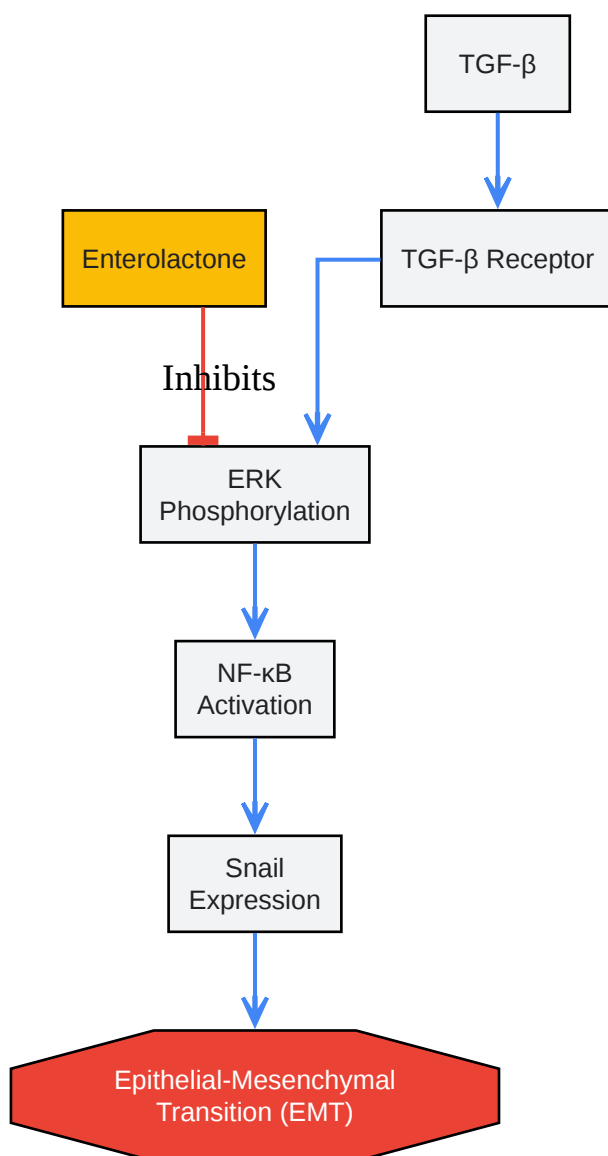 TGF-β
Enterolactone
TGF-β Receptor
Inhibits
ERK
Phosphorylation
NF-κB
Activation
Snail
Expression
Epithelial-Mesenchymal
Transition (EMT)